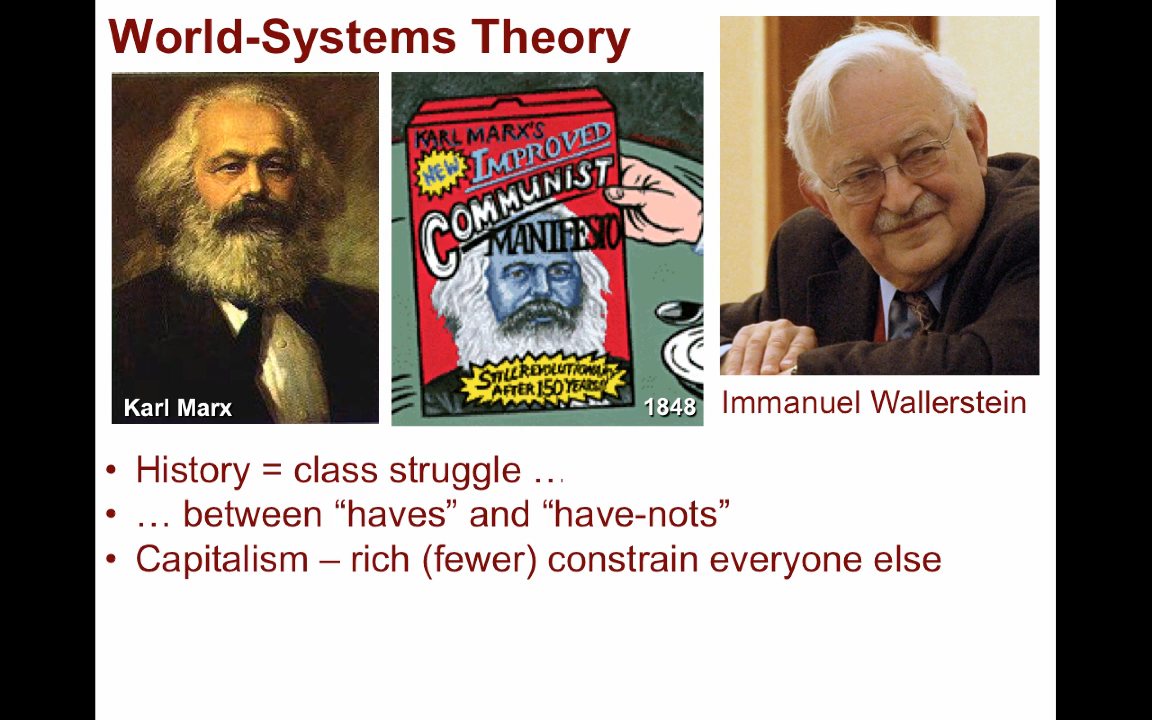 World-Systems Theory
KARL MARX'S
NEW
IMPROVED
COMMUNIST
MANIFESTO
STILL REVOLUTIONARY
AFTER 150 YEARS!
Karl Marx
1848
Immanuel Wallerstein
• History = class struggle …
• … between “haves” and “have-nots”
• Capitalism – rich (fewer) constrain everyone else